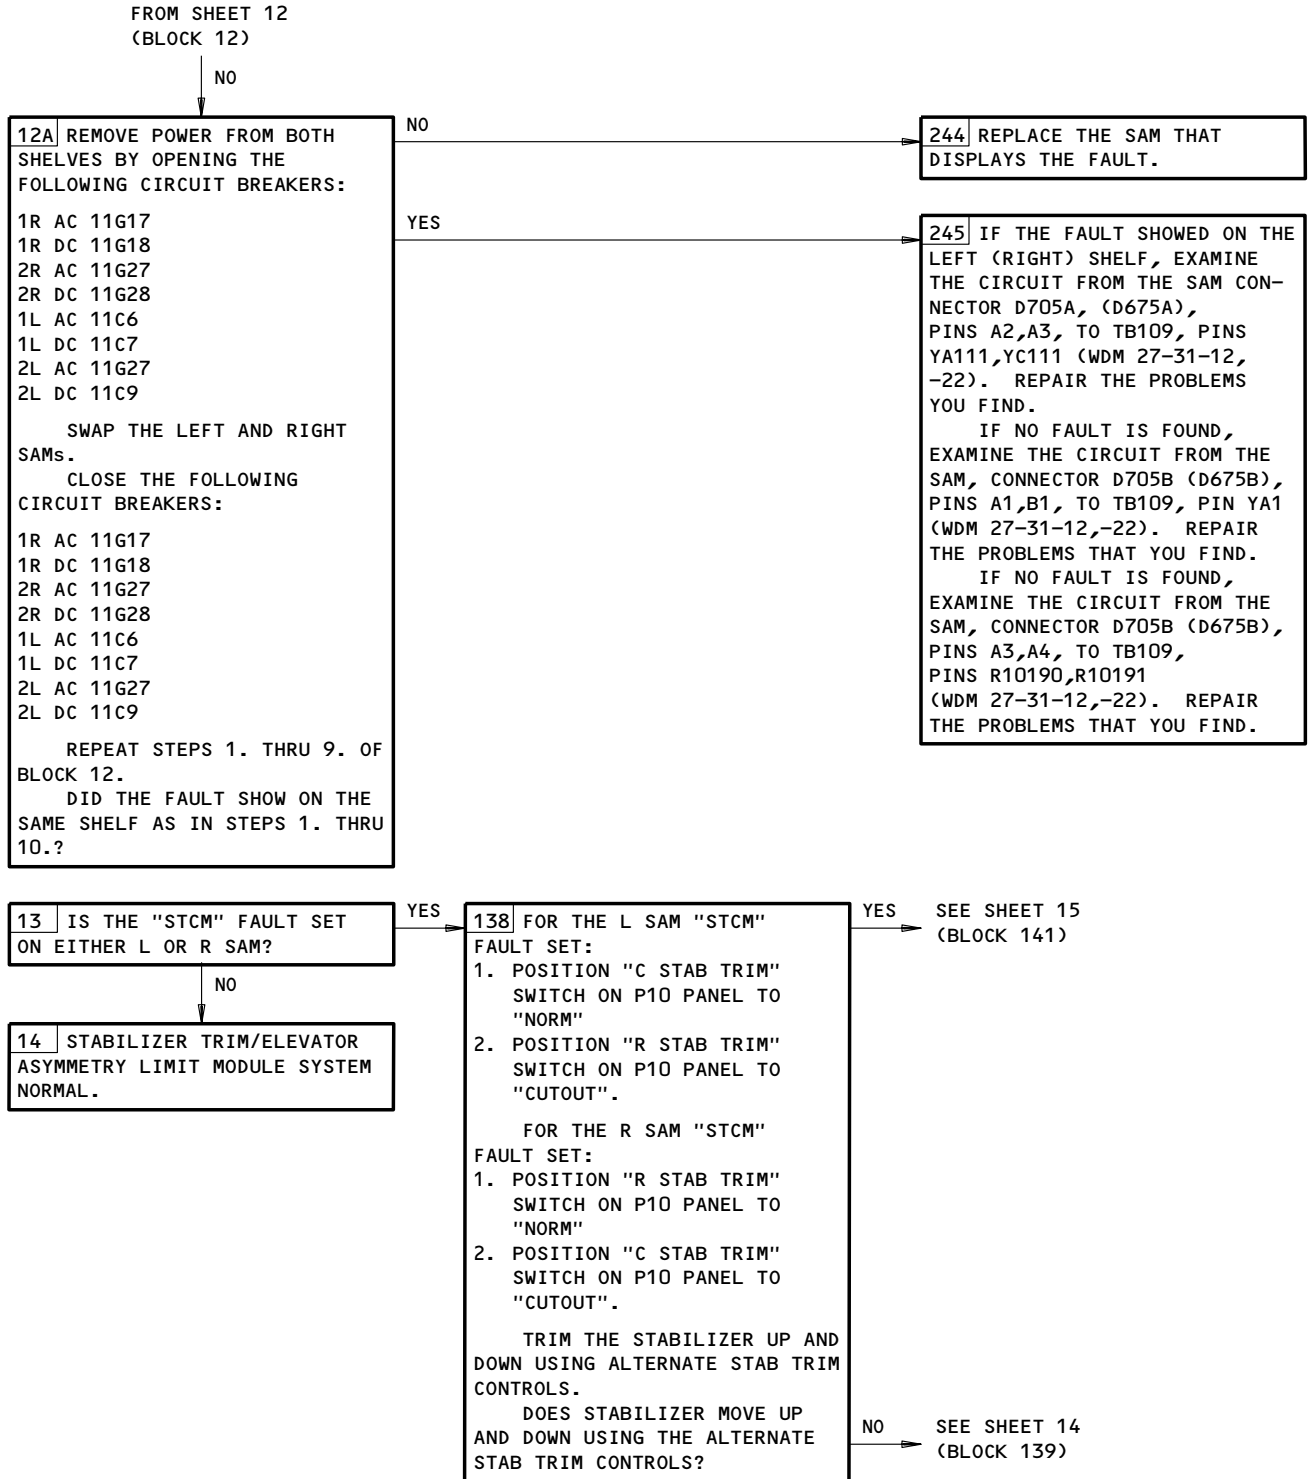 FROM SHEET 12
(BLOCK 12)
NO
12A REMOVE POWER FROM BOTH
SHELVES BY OPENING THE
FOLLOWING CIRCUIT BREAKERS:
1R AC 11G17
1R DC 11G18
2R AC 11G27
2R DC 11G28
1L AC 11C6
1L DC 11C7
2L AC 11G27
2L DC 11C9
SWAP THE LEFT AND RIGHT
SAMs.
CLOSE THE FOLLOWING
CIRCUIT BREAKERS:
1R AC 11G17
1R DC 11G18
2R AC 11G27
2R DC 11G28
1L AC 11C6
1L DC 11C7
2L AC 11G27
2L DC 11C9
REPEAT STEPS 1. THRU 9. OF
BLOCK 12.
DID THE FAULT SHOW ON THE
SAME SHELF AS IN STEPS 1. THRU
10.?
NO
244 REPLACE THE SAM THAT
DISPLAYS THE FAULT.
YES
245 IF THE FAULT SHOWED ON THE
LEFT (RIGHT) SHELF, EXAMINE
THE CIRCUIT FROM THE SAM CON-
NECTOR D705A, (D675A),
PINS A2,A3, TO TB109, PINS
YA111,YC111 (WDM 27-31-12,
-22). REPAIR THE PROBLEMS
YOU FIND.
IF NO FAULT IS FOUND,
EXAMINE THE CIRCUIT FROM THE
SAM, CONNECTOR D705B (D675B),
PINS A1,B1, TO TB109, PIN YA1
(WDM 27-31-12,-22). REPAIR
THE PROBLEMS THAT YOU FIND.
IF NO FAULT IS FOUND,
EXAMINE THE CIRCUIT FROM THE
SAM, CONNECTOR D705B (D675B),
PINS A3,A4, TO TB109,
PINS R10190,R10191
(WDM 27-31-12,-22). REPAIR
THE PROBLEMS THAT YOU FIND.
13 IS THE "STCM" FAULT SET
ON EITHER L OR R SAM?
YES
NO
14 STABILIZER TRIM/ELEVATOR
ASYMMETRY LIMIT MODULE SYSTEM
NORMAL.
138 FOR THE L SAM "STCM"
FAULT SET:
1. POSITION "C STAB TRIM"
SWITCH ON P10 PANEL TO
"NORM"
2. POSITION "R STAB TRIM"
SWITCH ON P10 PANEL TO
"CUTOUT".
FOR THE R SAM "STCM"
FAULT SET:
1. POSITION "R STAB TRIM"
SWITCH ON P10 PANEL TO
"NORM"
2. POSITION "C STAB TRIM"
SWITCH ON P10 PANEL TO
"CUTOUT".
TRIM THE STABILIZER UP AND
DOWN USING ALTERNATE STAB TRIM
CONTROLS.
DOES STABILIZER MOVE UP
AND DOWN USING THE ALTERNATE
STAB TRIM CONTROLS?
YES
SEE SHEET 15
(BLOCK 141)
NO
SEE SHEET 14
(BLOCK 139)